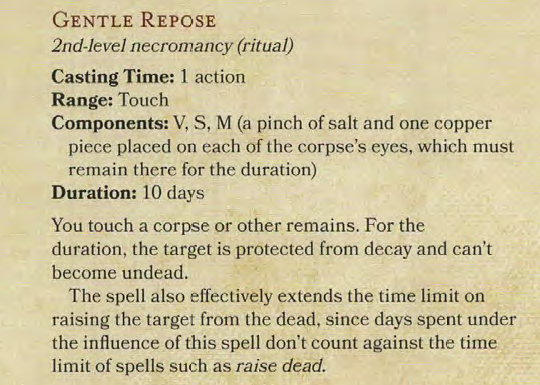 GENTLE REPOSE
2nd-level necromancy (ritual)
Casting Time: 1 action
Range: Touch
Components: V, S, M (a pinch of salt and one copper
piece placed on each of the corpse's eyes, which must
remain there for the duration)
Duration: 10 days
You touch a corpse or other remains. For the
duration, the target is protected from decay and can't
become undead.
The spell also effectively extends the time limit on
raising the target from the dead, since days spent under
the influence of this spell don't count against the time
limit of spells such as raise dead.